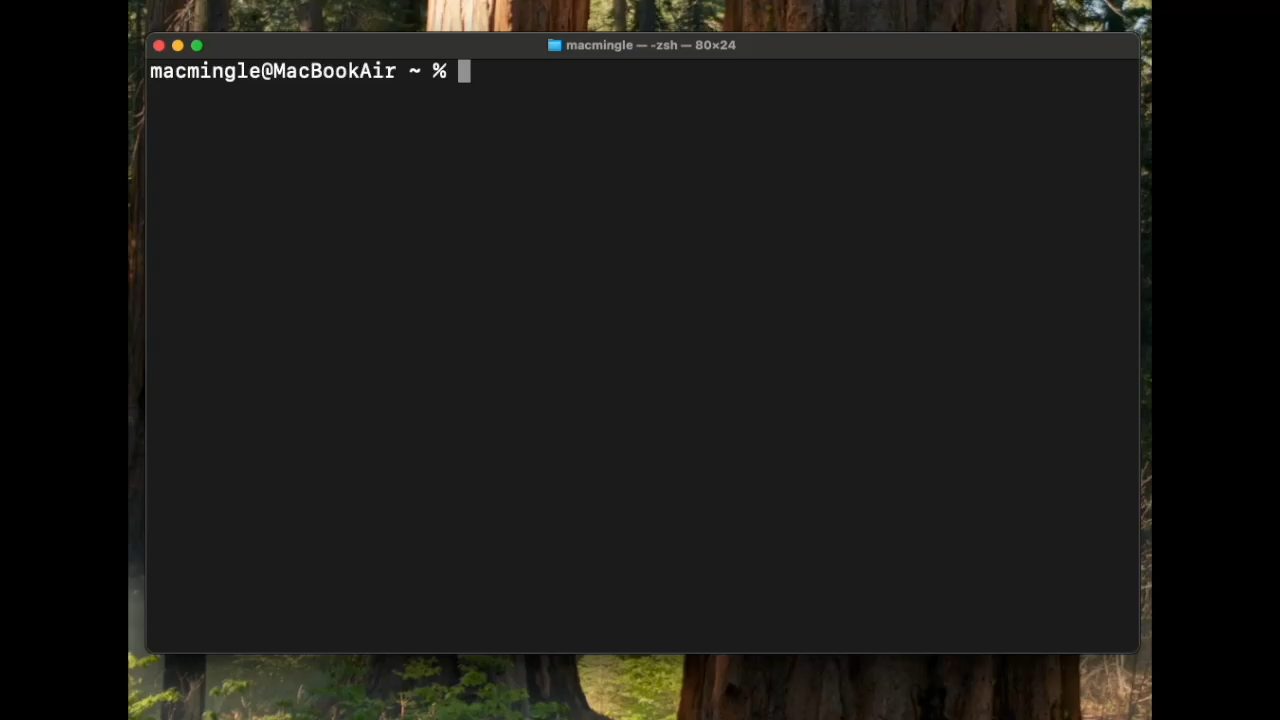 macmingle — -zsh — 80×24
macmingle@MacBookAir ~ %